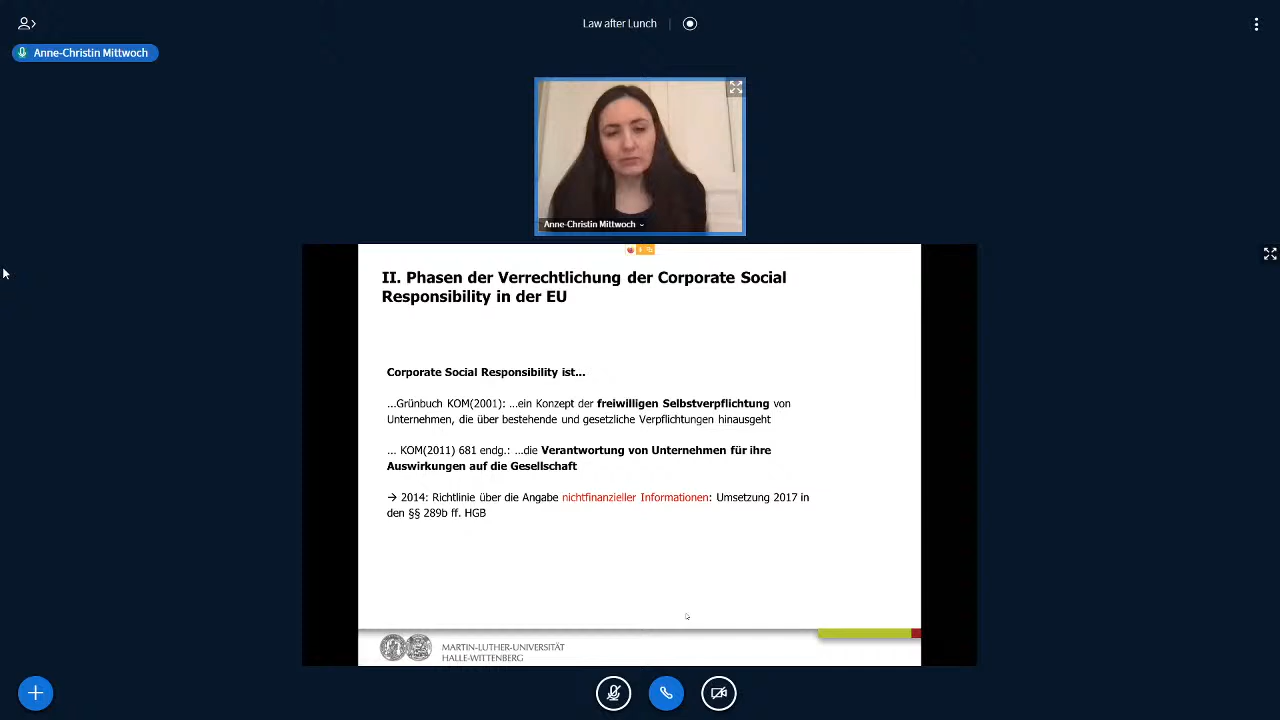 Law after Lunch
Anne-Christin Mittwoch
Anne-Christin Mittwoch
II. Phasen der Verrechtlichung der Corporate Social
Responsibility in der EU
Corporate Social Responsibility ist...
...Grünbuch KOM(2001): ...ein Konzept der freiwilligen Selbstverpflichtung von
Unternehmen, die über bestehende und gesetzliche Verpflichtungen hinausgeht
... KOM(2011) 681 endg.: ...die Verantwortung von Unternehmen für ihre
Auswirkungen auf die Gesellschaft
→ 2014: Richtlinie über die Angabe nichtfinanzieller Informationen: Umsetzung 2017 in
den §§ 289b ff. HGB
MARTIN-LUTHER-UNIVERSITÄT
HALLE-WITTENBERG